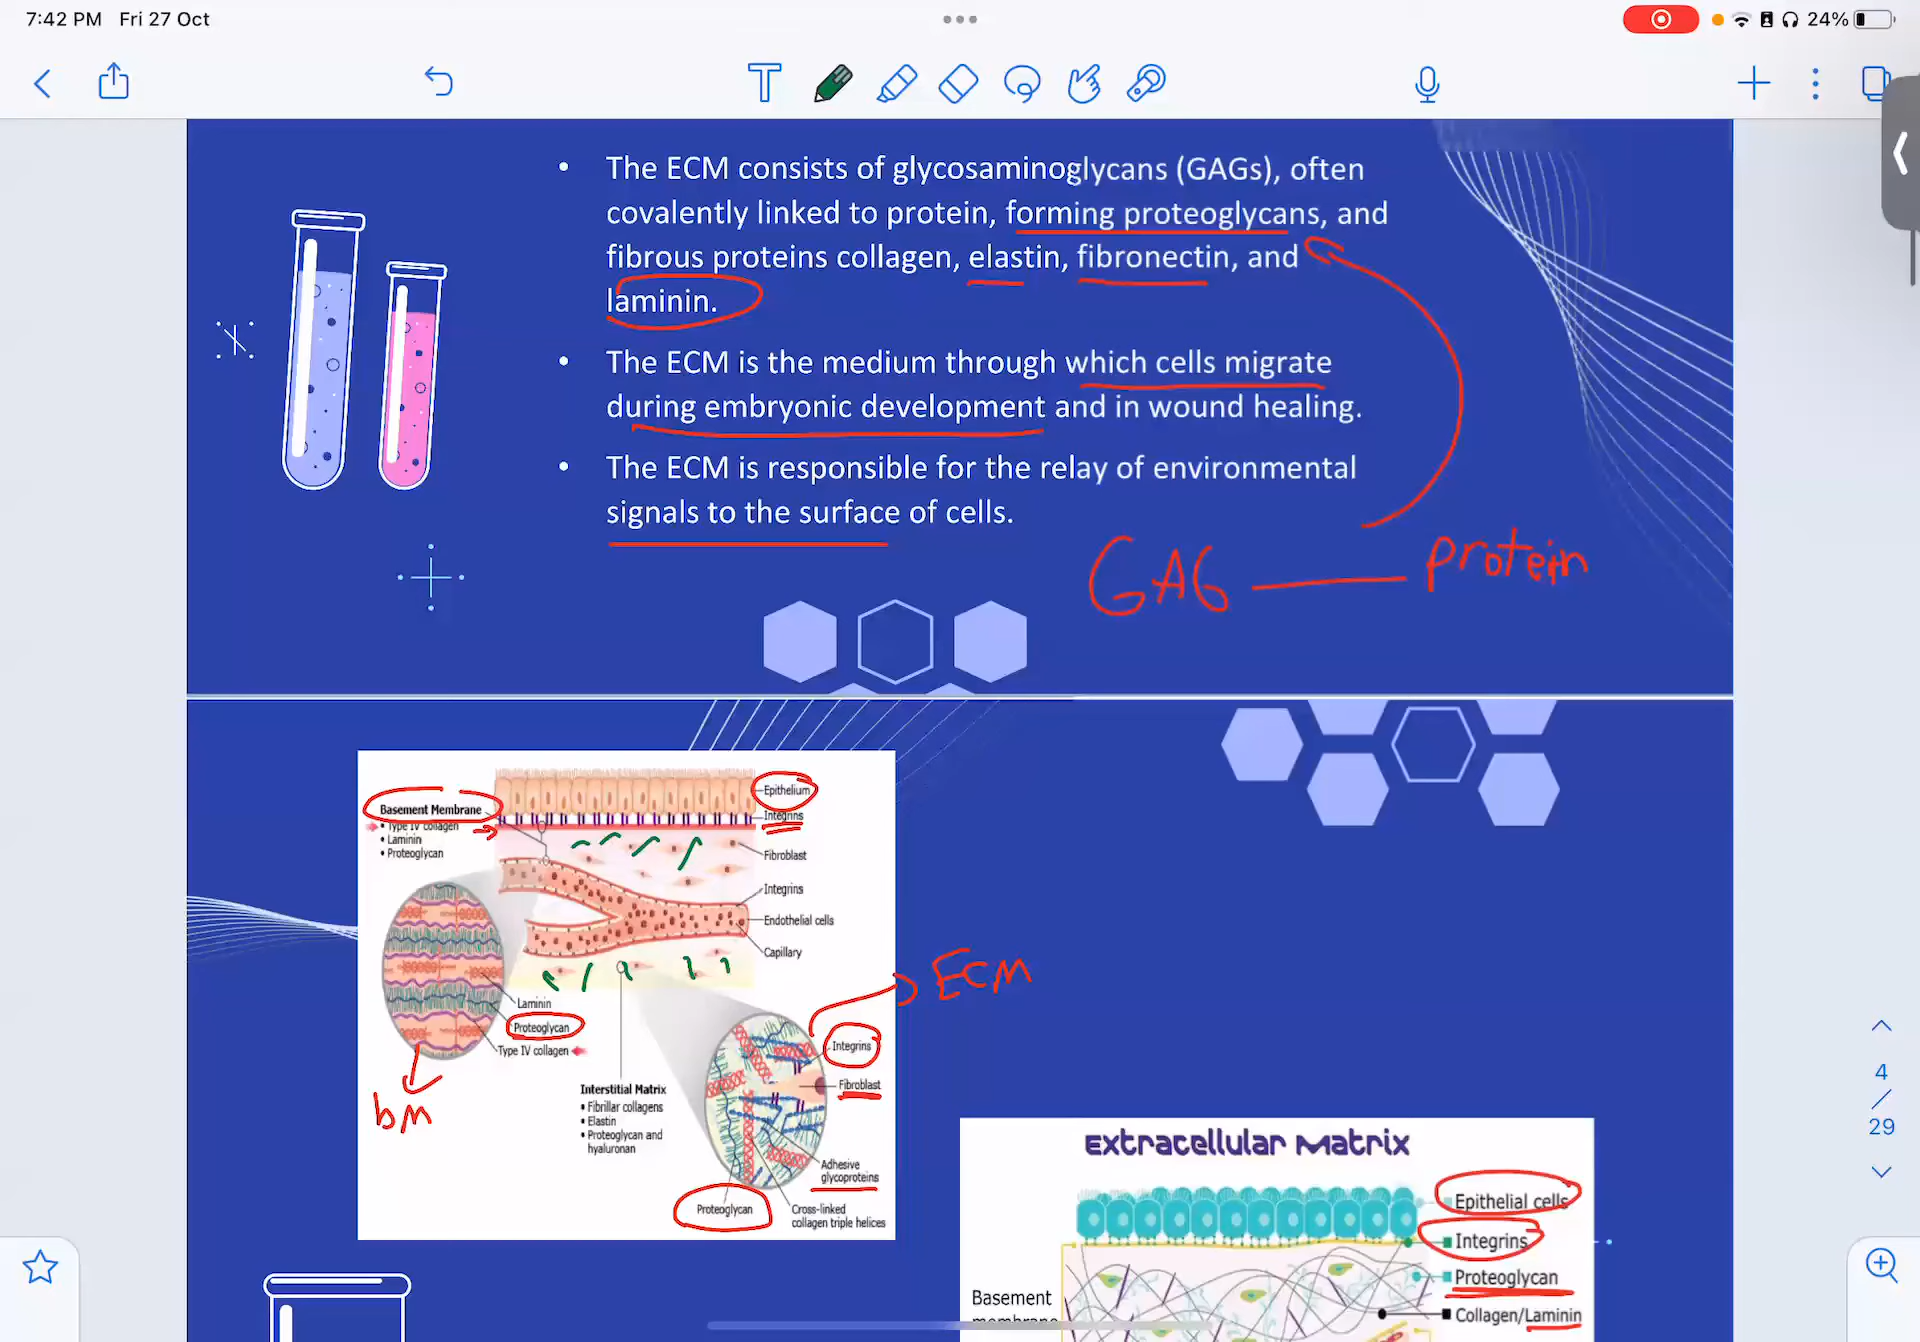 7:42 PM Fri 27 Oct
24%
• The ECM consists of glycosaminoglycans (GAGs), often
covalently linked to protein, forming proteoglycans, and
fibrous proteins collagen, elastin, fibronectin, and
laminin.
• The ECM is the medium through which cells migrate
during embryonic development and in wound healing.
• The ECM is responsible for the relay of environmental
signals to the surface of cells.
GAG — protein
Basement Membrane
• Type IV collagen
• Laminin
• Proteoglycan
Epithelium
Integrins
Fibroblast
Integrins
Endothelial cells
Capillary
Laminin
Proteoglycan
Type IV collagen
bM
ECM
Integrins
Fibroblast
Interstitial Matrix
• Fibrillar collagens
• Elastin
• Proteoglycan and
hyaluronan
Adhesive
glycoproteins
Proteoglycan
Cross-linked
collagen triple helices
4
/
29
Extracellular Matrix
Epithelial cells
Integrins
Proteoglycan
Collagen/Laminin
Basement
membrane